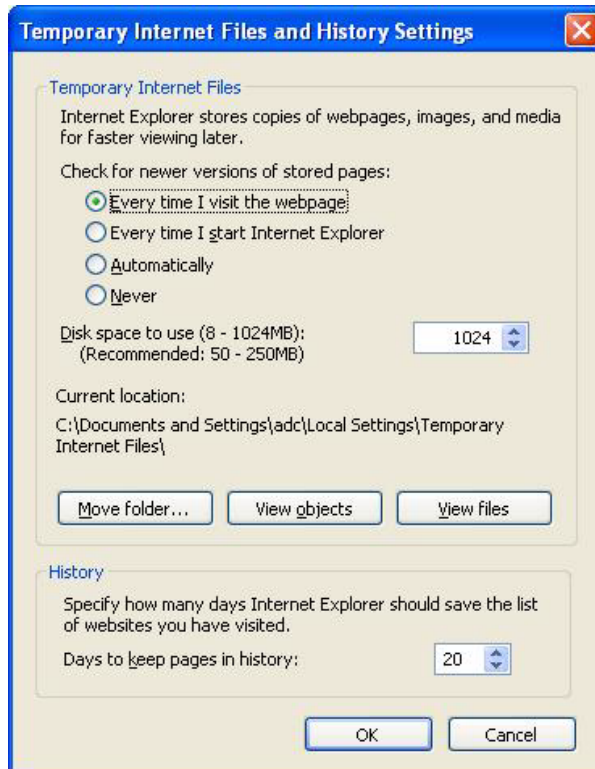 Temporary Internet Files and History Settings
Temporary Internet Files
Internet Explorer stores copies of webpages, images, and media
for faster viewing later.
Check for newer versions of stored pages:
Every time I visit the webpage
Every time I start Internet Explorer
Automatically
Never
Disk space to use (8 - 1024MB):
(Recommended: 50 - 250MB)
1024
Current location:
C:\Documents and Settings\adc\Local Settings\Temporary
Internet Files\
Move folder... View objects View files
History
Specify how many days Internet Explorer should save the list
of websites you have visited.
Days to keep pages in history: 20
OK Cancel